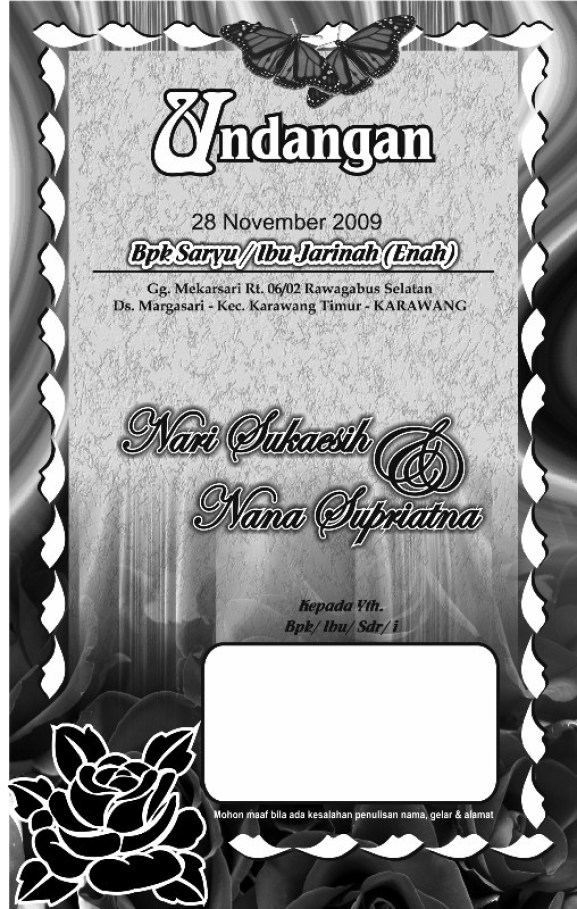 Undangan
28 November 2009
Bpk Saryu / Ibu Jarinah (Enah)
Gg. Mekarsari Rt. 06/02 Rawagabus Selatan
Ds. Margasari - Kec. Karawang Timur - KARAWANG
Nari Sukaesih &
Nana Supriatna
Kepada Yth.
Bpk/ Ibu/ Sdr/ i
Mohon maaf bila ada kesalahan penulisan nama, gelar & alamat